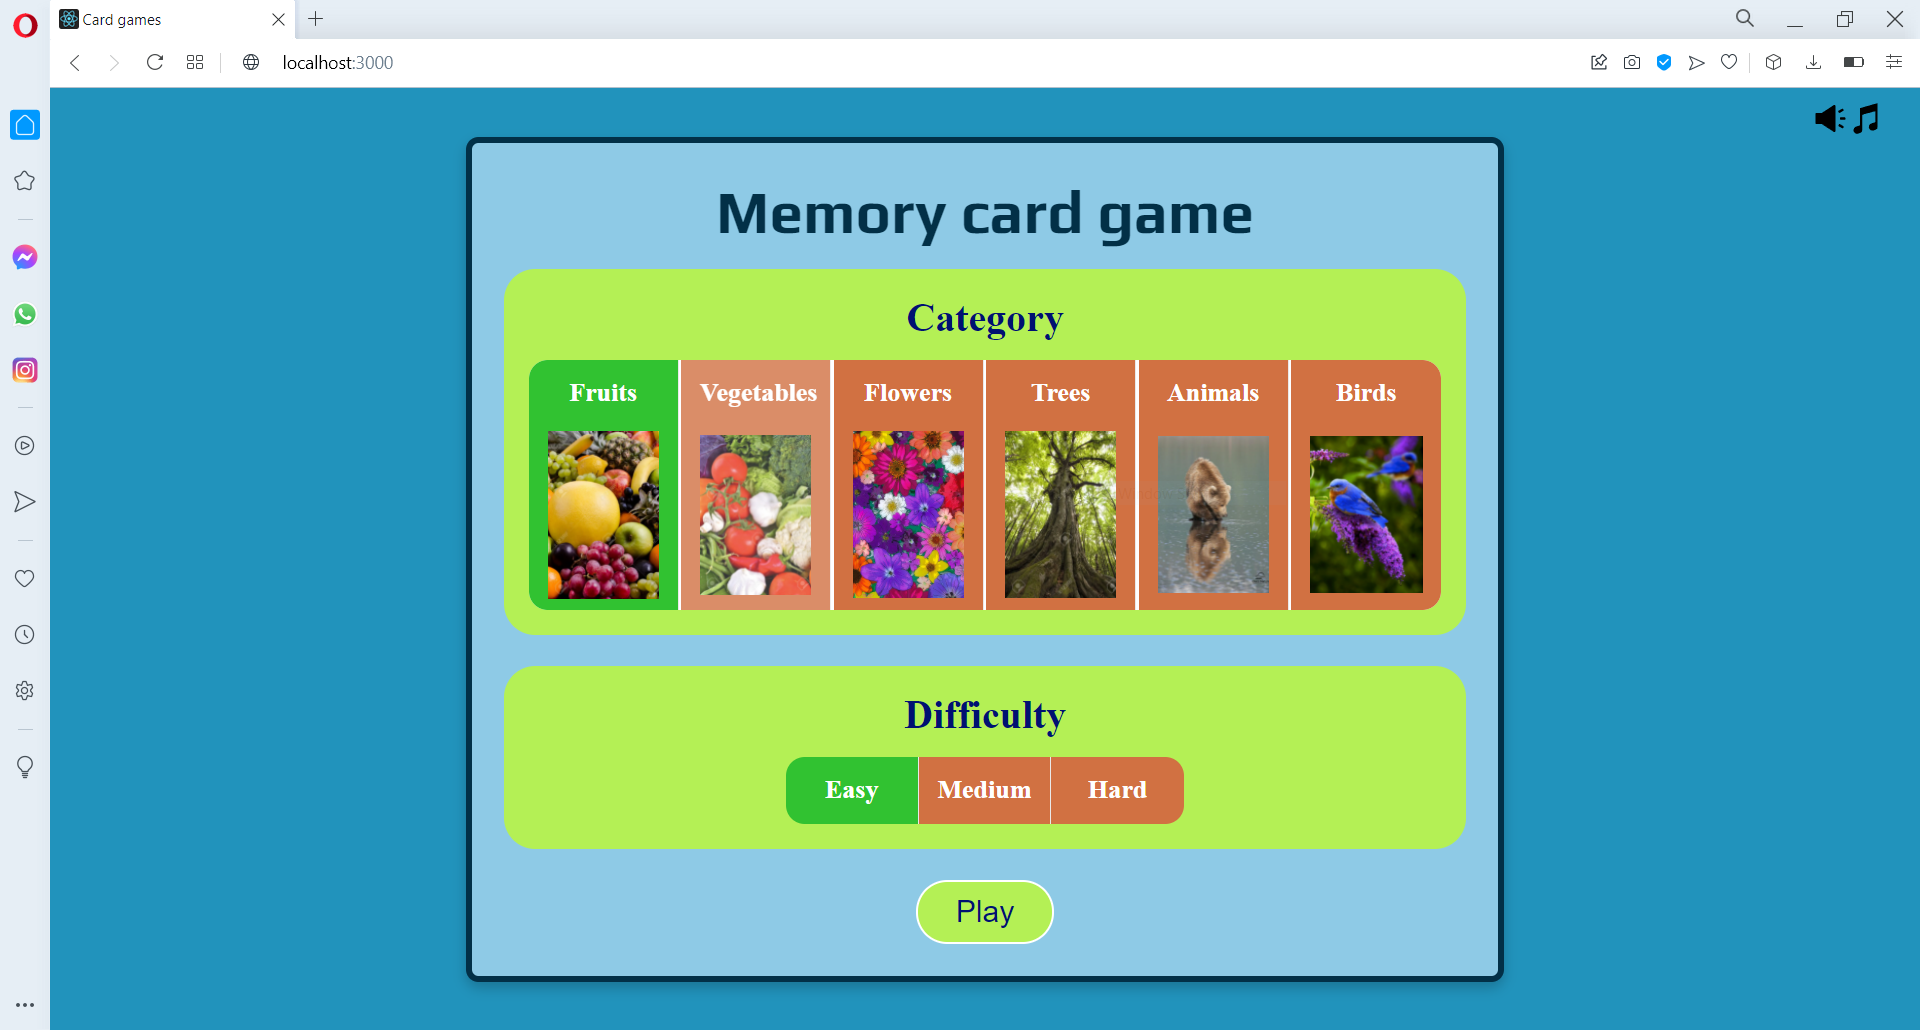 Card games
localhost:3000
Memory card game
Category
Fruits Vegetables Flowers Trees Animals Birds
Difficulty
Easy Medium Hard
Play